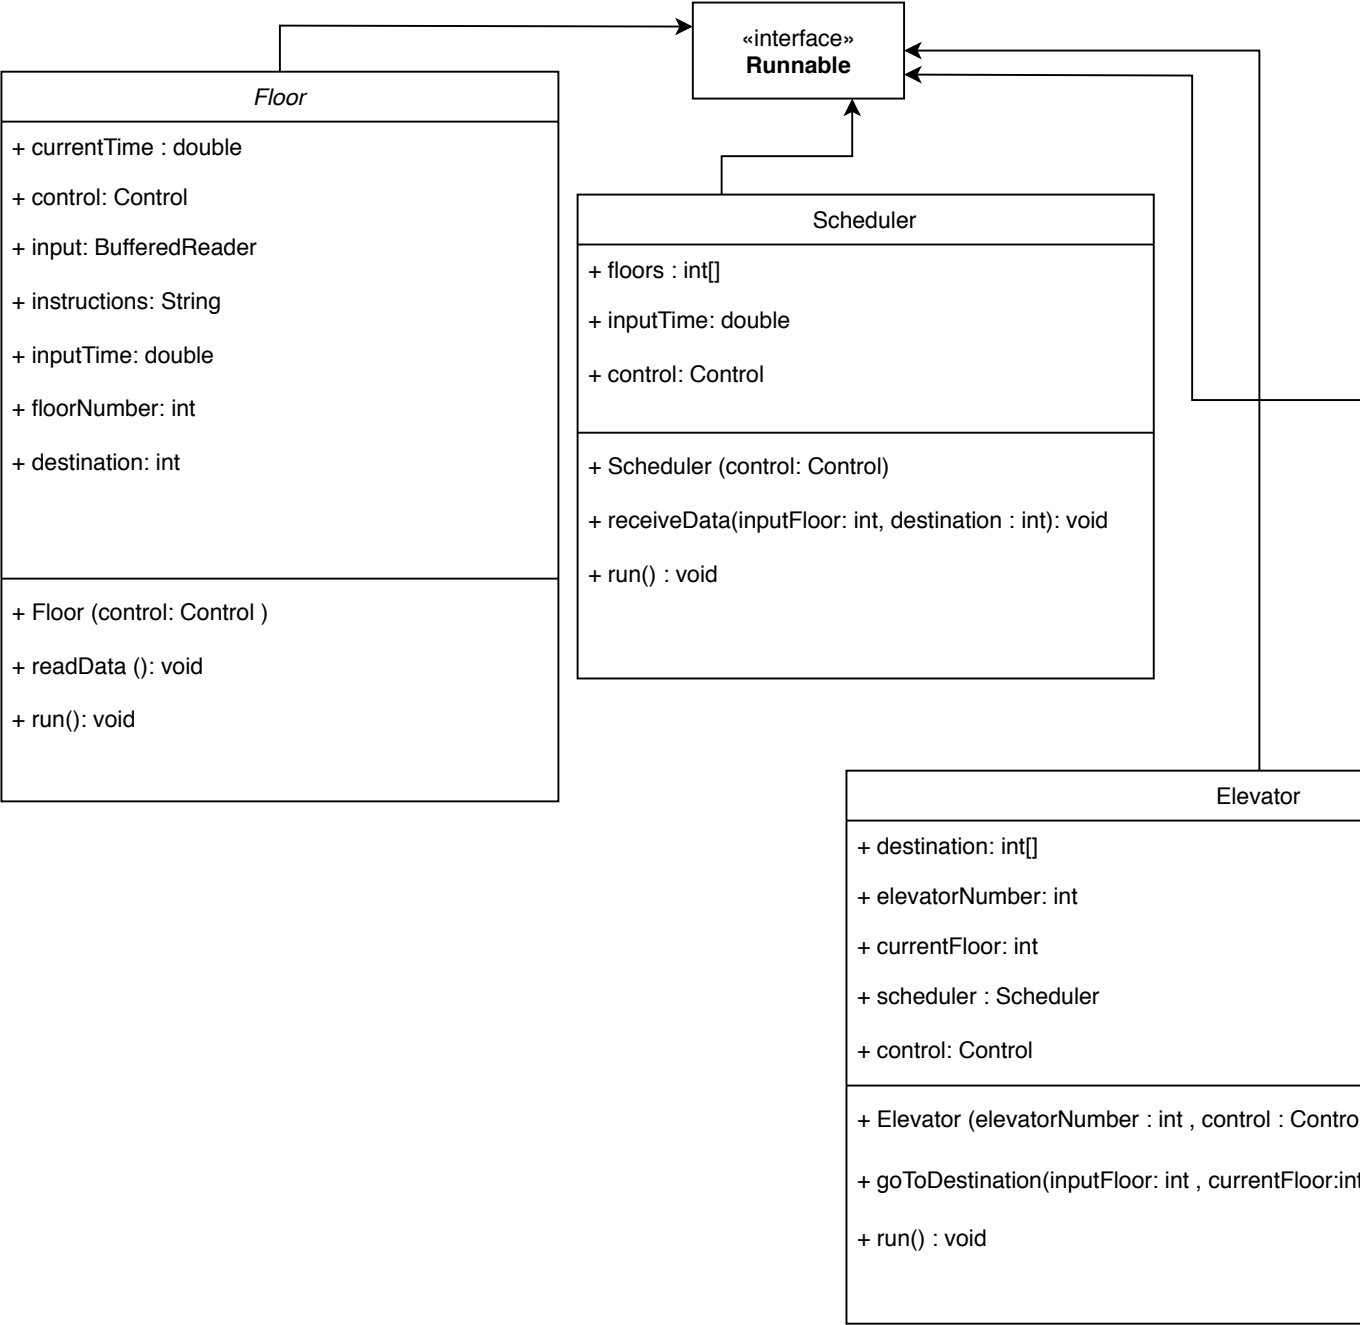 «interface»
Runnable
Floor
+ currentTime : double
+ control: Control
+ input: BufferedReader
+ instructions: String
+ inputTime: double
+ floorNumber: int
+ destination: int
+ Floor (control: Control )
+ readData (): void
+ run(): void
Scheduler
+ floors : int[]
+ inputTime: double
+ control: Control
+ Scheduler (control: Control)
+ receiveData(inputFloor: int, destination : int): void
+ run() : void
Elevator
+ destination: int[]
+ elevatorNumber: int
+ currentFloor: int
+ scheduler : Scheduler
+ control: Control
+ Elevator (elevatorNumber : int , control : Contro
+ goToDestination(inputFloor: int , currentFloor:int
+ run() : void